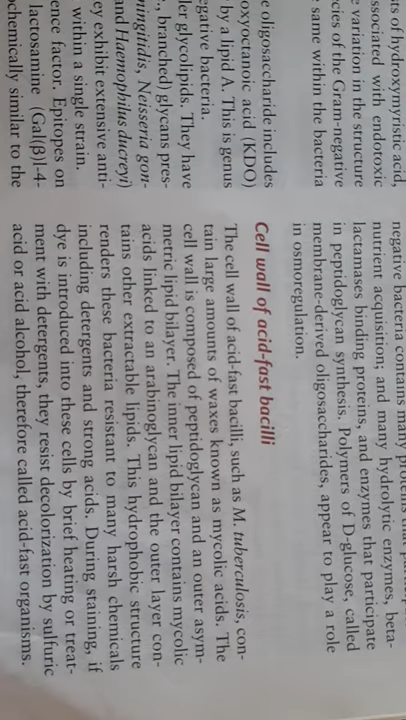 ts of hydroxymyristic acid,
ssociated with endotoxic
variation in the structure
cies of the Gram-negative
same within the bacteria
e oligosaccharide includes
oxyoctanoic acid (KDO)
by a lipid A. This is genus
egative bacteria.
er glycolipids. They have
., branched) glycans pres-
ningitidis, Neisseria gon-
and Haemophilus ducreyi)
ey exhibit extensive anti-
within a single strain.
ence factor. Epitopes on
lactosamine (Gal(β)1-4-
ochemically similar to the
negative bacteria contains many proteins that
nutrient acquisition; and many hydrolytic enzymes, beta-
lactamases binding proteins, and enzymes that participate
in peptidoglycan synthesis. Polymers of D-glucose, called
membrane-derived oligosaccharides, appear to play a role
in osmoregulation.
Cell wall of acid-fast bacilli
The cell wall of acid-fast bacilli, such as M. tuberculosis, con-
tain large amounts of waxes known as mycolic acids. The
cell wall is composed of peptidoglycan and an outer asym-
metric lipid bilayer. The inner lipid bilayer contains mycolic
acids linked to an arabinoglycan and the outer layer con-
tains other extractable lipids. This hydrophobic structure
renders these bacteria resistant to many harsh chemicals
including detergents and strong acids. During staining, if
dye is introduced into these cells by brief heating or treat-
ment with detergents, they resist decolorization by sulfuric
acid or acid alcohol, therefore called acid-fast organisms.